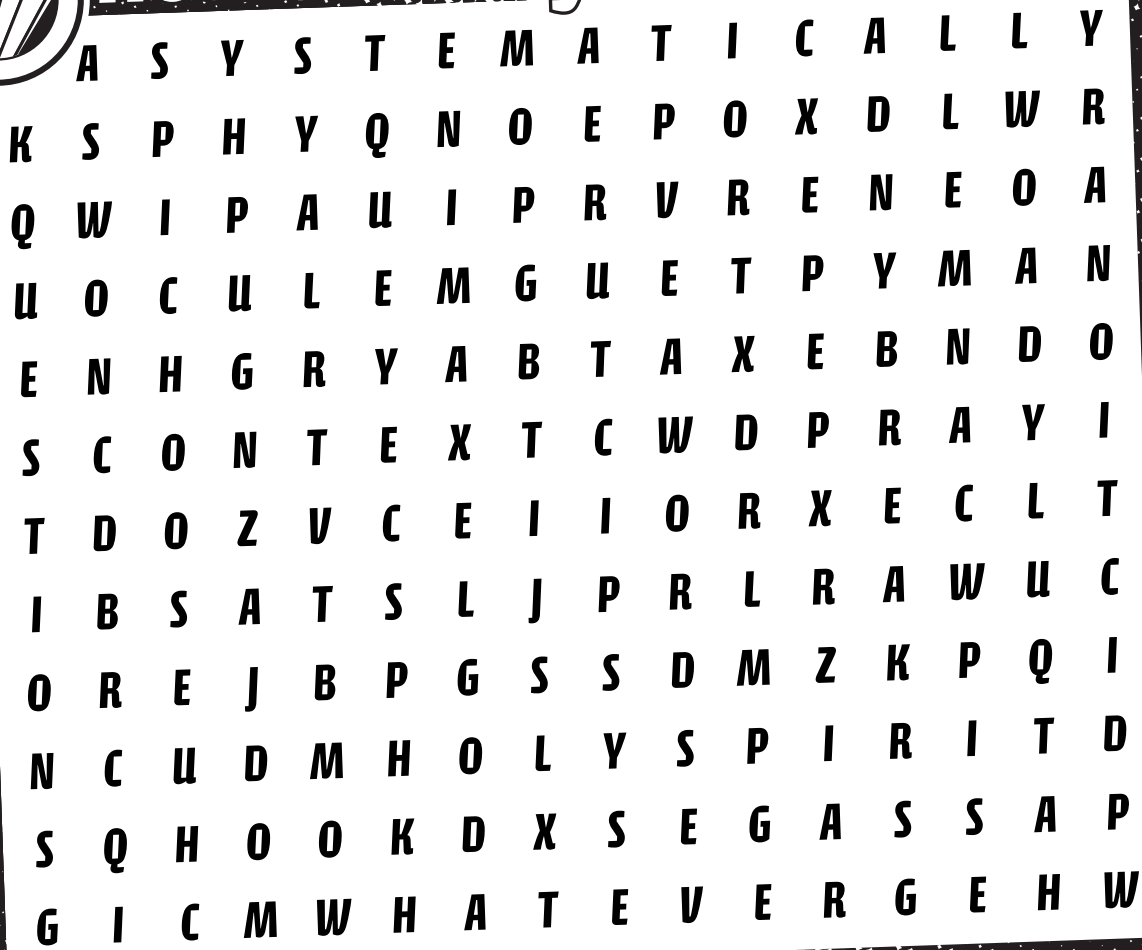 A S Y S T E M A T I C A L L Y
K S P H Y Q N O E P O X D L W R
Q W I P A U I P R V R E N E O A
U O C U L E M G U E T P Y M A N
E N H G R Y A B T A X E B N D O
S C O N T E X T C W D P R A Y I
T D O Z V C E I I O R X E C L T
I B S A T S L J P R L R A W U C
O R E J B P G S S D M Z K P Q I
N C U D M H O L Y S P I R I T D
S Q H O O K D X S E G A S S A P
G I C M W H A T E V E R G E H W